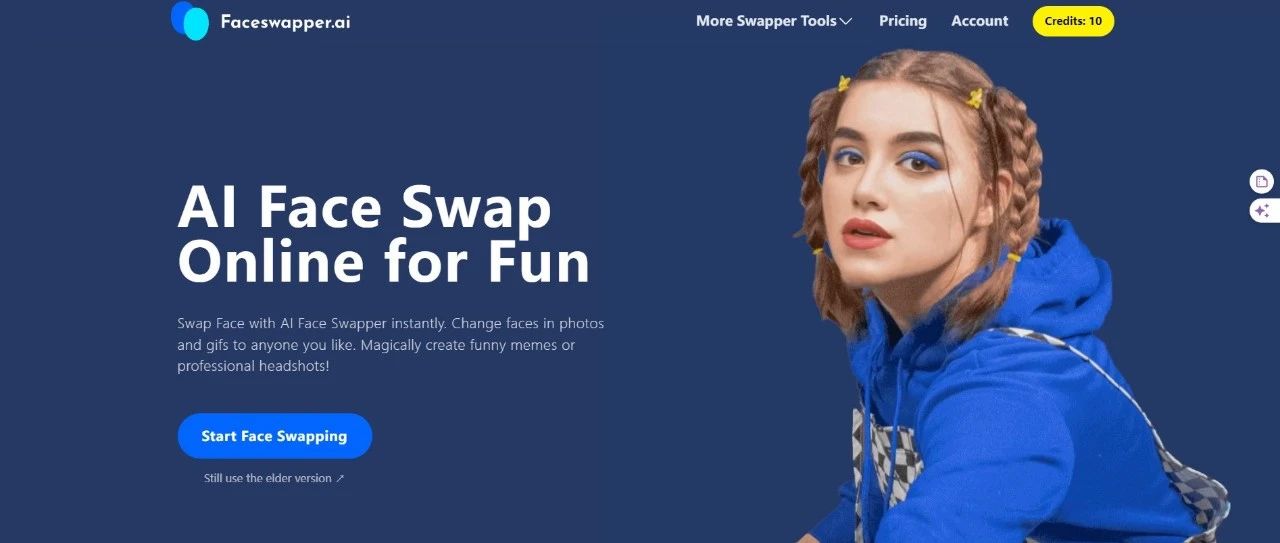 Faceswapper.ai
More Swapper Tools
Pricing
Account
Credits: 10
AI Face Swap
Online for Fun
Swap Face with AI Face Swapper instantly. Change faces in photos
and gifs to anyone you like. Magically create funny memes or
professional headshots!
Start Face Swapping
Still use the elder version ↗